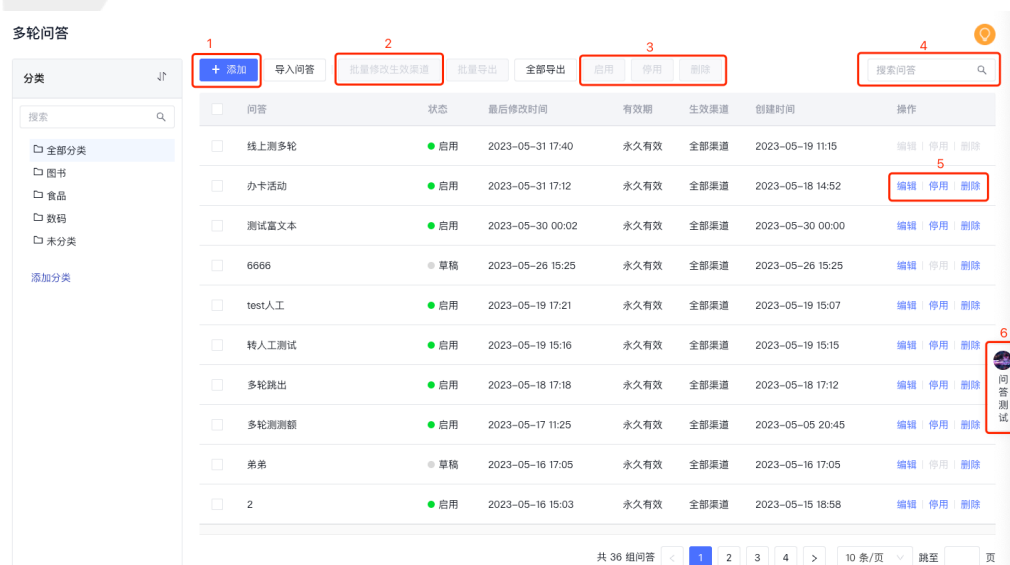 多轮问答
1 2 3 4
分类
+ 添加 导入问答 批量修改生效渠道 批量导出 全部导出 启用 停用 删除 搜索问答
搜索
全部分类
图书
食品
数码
未分类
添加分类
问答 状态 最后修改时间 有效期 生效渠道 创建时间 操作
线上测多轮 启用 2023-05-31 17:40 永久有效 全部渠道 2023-05-19 11:15 编辑 停用 删除
5
办卡活动 启用 2023-05-31 17:12 永久有效 全部渠道 2023-05-18 14:52 编辑 停用 删除
测试富文本 启用 2023-05-30 00:02 永久有效 全部渠道 2023-05-30 00:00 编辑 停用 删除
6666 草稿 2023-05-26 15:25 永久有效 全部渠道 2023-05-26 15:25 编辑 停用 删除
test人工 启用 2023-05-19 17:21 永久有效 全部渠道 2023-05-19 15:07 编辑 停用 删除
6
转人工测试 启用 2023-05-19 15:16 永久有效 全部渠道 2023-05-19 15:15 编辑 停用 删除
问答测试
多轮跳出 启用 2023-05-18 17:18 永久有效 全部渠道 2023-05-18 17:12 编辑 停用 删除
多轮测测额 启用 2023-05-17 11:25 永久有效 全部渠道 2023-05-05 20:45 编辑 停用 删除
弟弟 草稿 2023-05-16 17:05 永久有效 全部渠道 2023-05-16 17:05 编辑 停用 删除
2 启用 2023-05-16 15:03 永久有效 全部渠道 2023-05-15 18:58 编辑 停用 删除
共 36 组问答 < 1 2 3 4 > 10 条/页 跳至 页